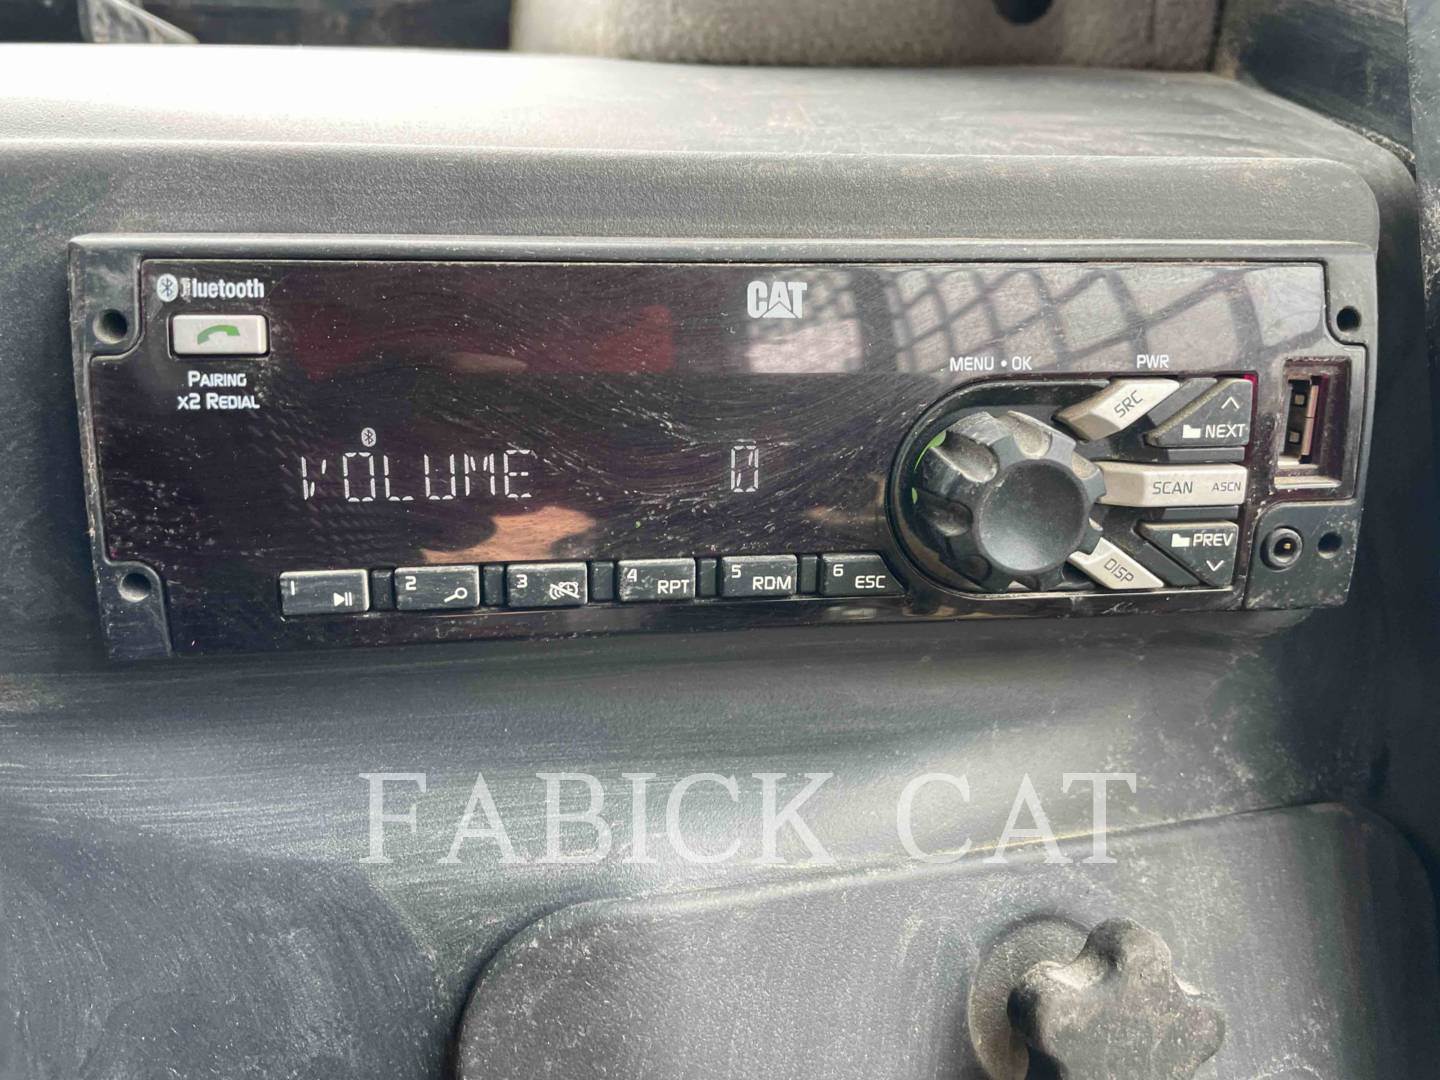 Bluetooth
CAT
PAIRING
x2 REDIAL
MENU • OK
PWR
SRC
NEXT
SCAN ASCN
PREV
DISP
VOLUME 0
1
2
3
4 RPT
5 RDM
6 ESC
FABICK CAT